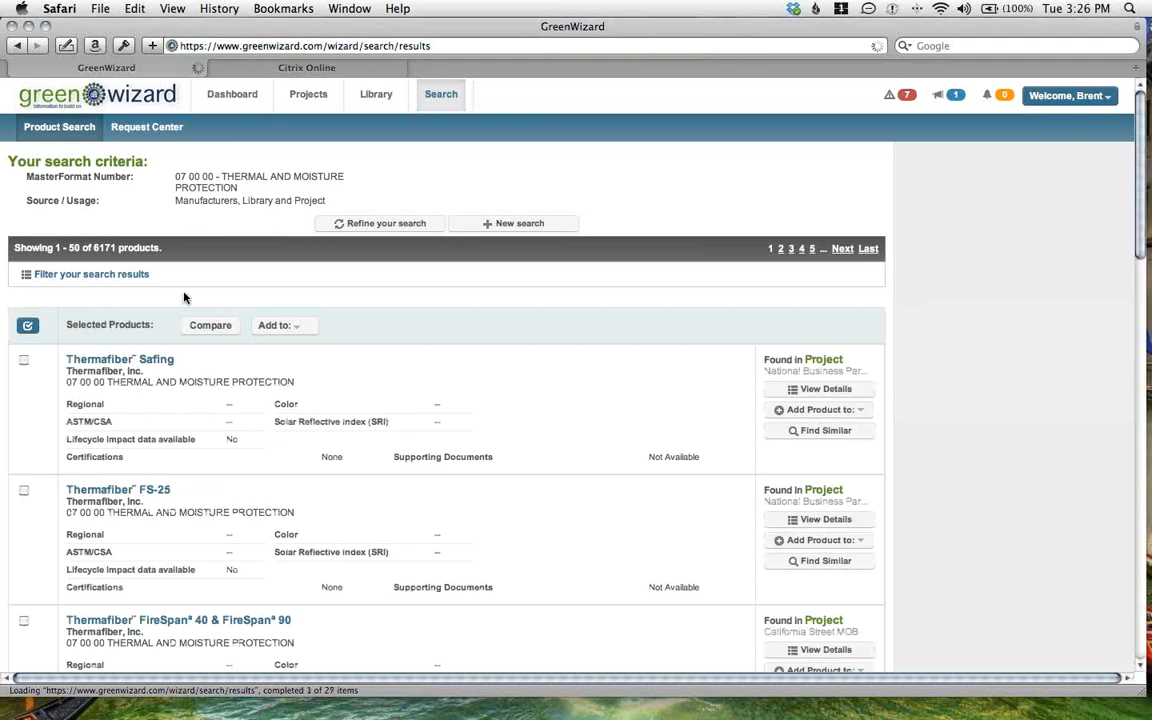 Safari File Edit View History Bookmarks Window Help (100%) Tue 3:26 PM
GreenWizard
https://www.greenwizard.com/wizard/search/results Google
GreenWizard Citrix Online
greenwizard Dashboard Projects Library Search 7 1 0 Welcome, Brent
Product Search Request Center
Your search criteria:
MasterFormat Number: 07 00 00 - THERMAL AND MOISTURE
PROTECTION
Source / Usage: Manufacturers, Library and Project
Refine your search New search
Showing 1 - 50 of 6171 products. 1 2 3 4 5 ... Next Last
Filter your search results
Selected Products: Compare Add to:
Thermafiber¨ Safing Found in Project
Thermafiber, Inc. National Business Par...
07 00 00 THERMAL AND MOISTURE PROTECTION
View Details
Regional -- Color --
Add Product to:
ASTM/CSA -- Solar Reflective Index (SRI) --
Find Similar
Lifecycle Impact data available No
Certifications None Supporting Documents Not Available
Thermafiber¨ FS-25 Found in Project
Thermafiber, Inc. National Business Par...
07 00 00 THERMAL AND MOISTURE PROTECTION
View Details
Regional -- Color --
Add Product to:
ASTM/CSA -- Solar Reflective Index (SRI) --
Find Similar
Lifecycle Impact data available No
Certifications None Supporting Documents Not Available
Thermafiber¨ FireSpanª 40 & FireSpanª 90 Found in Project
Thermafiber, Inc. California Street MOB
07 00 00 THERMAL AND MOISTURE PROTECTION
View Details
Regional Color
Add Product to:
Loading "https://www.greenwizard.com/wizard/search/results", completed 1 of 27 items